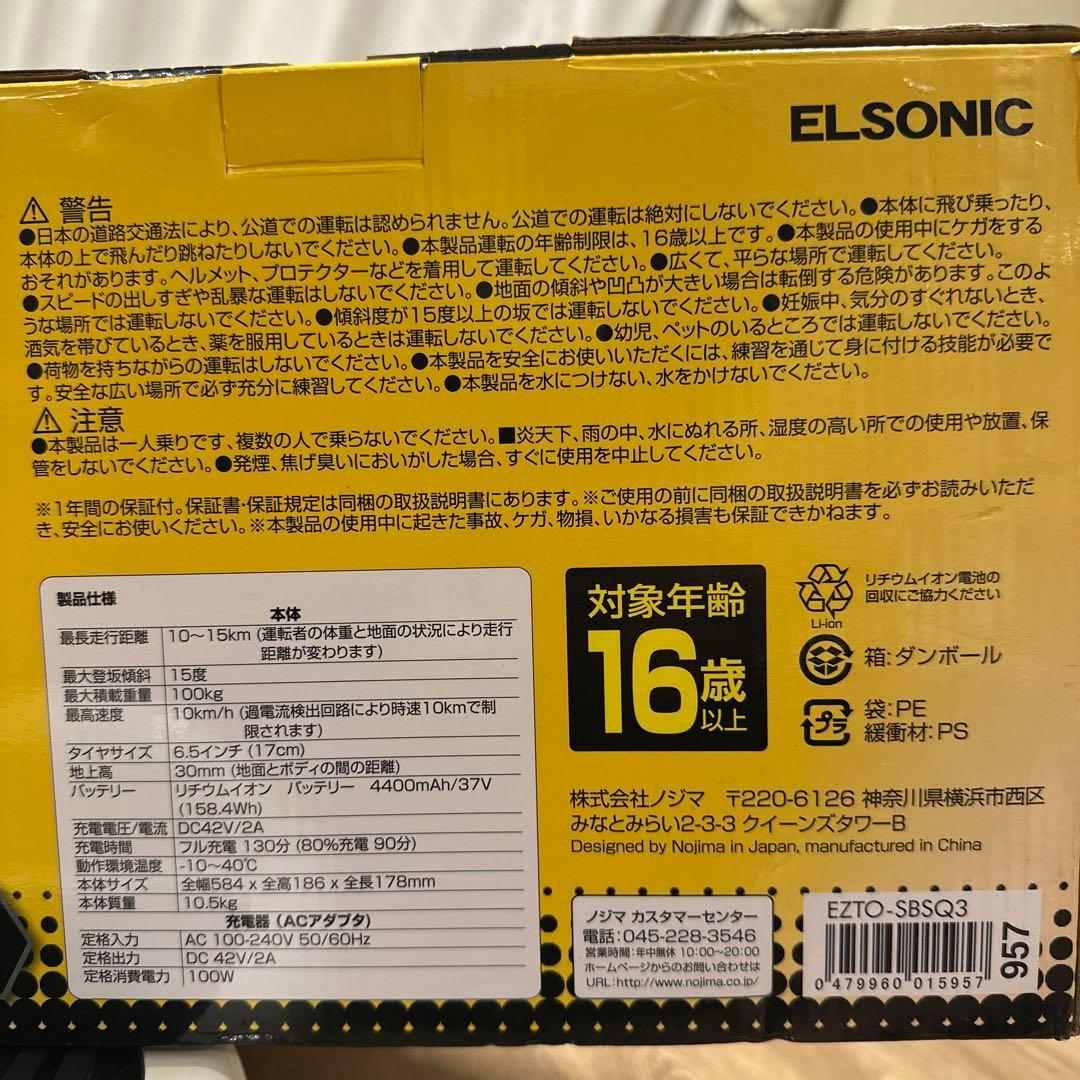 ELSONIC
⚠ 警告
●日本の道路交通法により、公道での運転は認められません。公道での運転は絶対にしないでください。●本体に飛び乗ったり、
本体の上で飛んだり跳ねたりしないでください。●本製品運転の年齢制限は、16歳以上です。●本製品の使用中にケガをする
おそれがあります。ヘルメット、プロテクターなどを着用して運転してください。●広くて、平らな場所で運転してください。
●スピードの出しすぎや乱暴な運転はしないでください。●地面の傾斜や凹凸が大きい場合は転倒する危険があります。このよ
うな場所では運転しないでください。●傾斜度が15度以上の坂では運転しないでください。●妊娠中、気分のすぐれないとき、
酒気を帯びているとき、薬を服用しているときは運転しないでください。●幼児、ペットのいるところでは運転しないでください。
●荷物を持ちながらの運転はしないでください。●本製品を安全にお使いいただくには、練習を通じて身に付ける技能が必要で
す。安全な広い場所で必ず充分に練習してください。●本製品を水につけない、水をかけないでください。
⚠ 注意
●本製品は一人乗りです、複数の人で乗らないでください。■炎天下、雨の中、水にぬれる所、湿度の高い所での使用や放置、保
管をしないでください。●発煙、焦げ臭いにおいがした場合、すぐに使用を中止してください。
※1年間の保証付。保証書・保証規定は同梱の取扱説明書にあります。※ご使用の前に同梱の取扱説明書を必ずお読みいただ
き、安全にお使いください。※本製品の使用中に起きた事故、ケガ、物損、いかなる損害も保証できかねます。
製品仕様
本体
最長走行距離 10〜15km (運転者の体重と地面の状況により走行
距離が変わります)
最大登坂傾斜 15度
最大積載重量 100kg
最高速度 10km/h (過電流検出回路により時速10kmで制
限されます)
タイヤサイズ 6.5インチ (17cm)
地上高 30mm (地面とボディの間の距離)
バッテリー リチウムイオン バッテリー 4400mAh/37V
(158.4Wh)
充電電圧/電流 DC42V/2A
充電時間 フル充電 130分 (80%充電 90分)
動作環境温度 -10〜40℃
本体サイズ 全幅584 x 全高186 x 全長178mm
本体質量 10.5kg
充電器 (ACアダプタ)
定格入力 AC 100-240V 50/60Hz
定格出力 DC 42V/2A
定格消費電力 100W
対象年齢
16歳
以上
Li-ion
リチウムイオン電池の
回収にご協力ください
箱:ダンボール
プラ
袋:PE
緩衝材:PS
株式会社ノジマ 〒220-6126 神奈川県横浜市西区
みなとみらい2-3-3 クイーンズタワーB
Designed by Nojima in Japan, manufactured in China
ノジマ カスタマーセンター
電話:045-228-3546
営業時間:年中無休 10:00〜20:00
ホームページからのお問い合わせは
URL:http://www.nojima.co.jp/
EZTO-SBSQ3
0 479960 015957
957